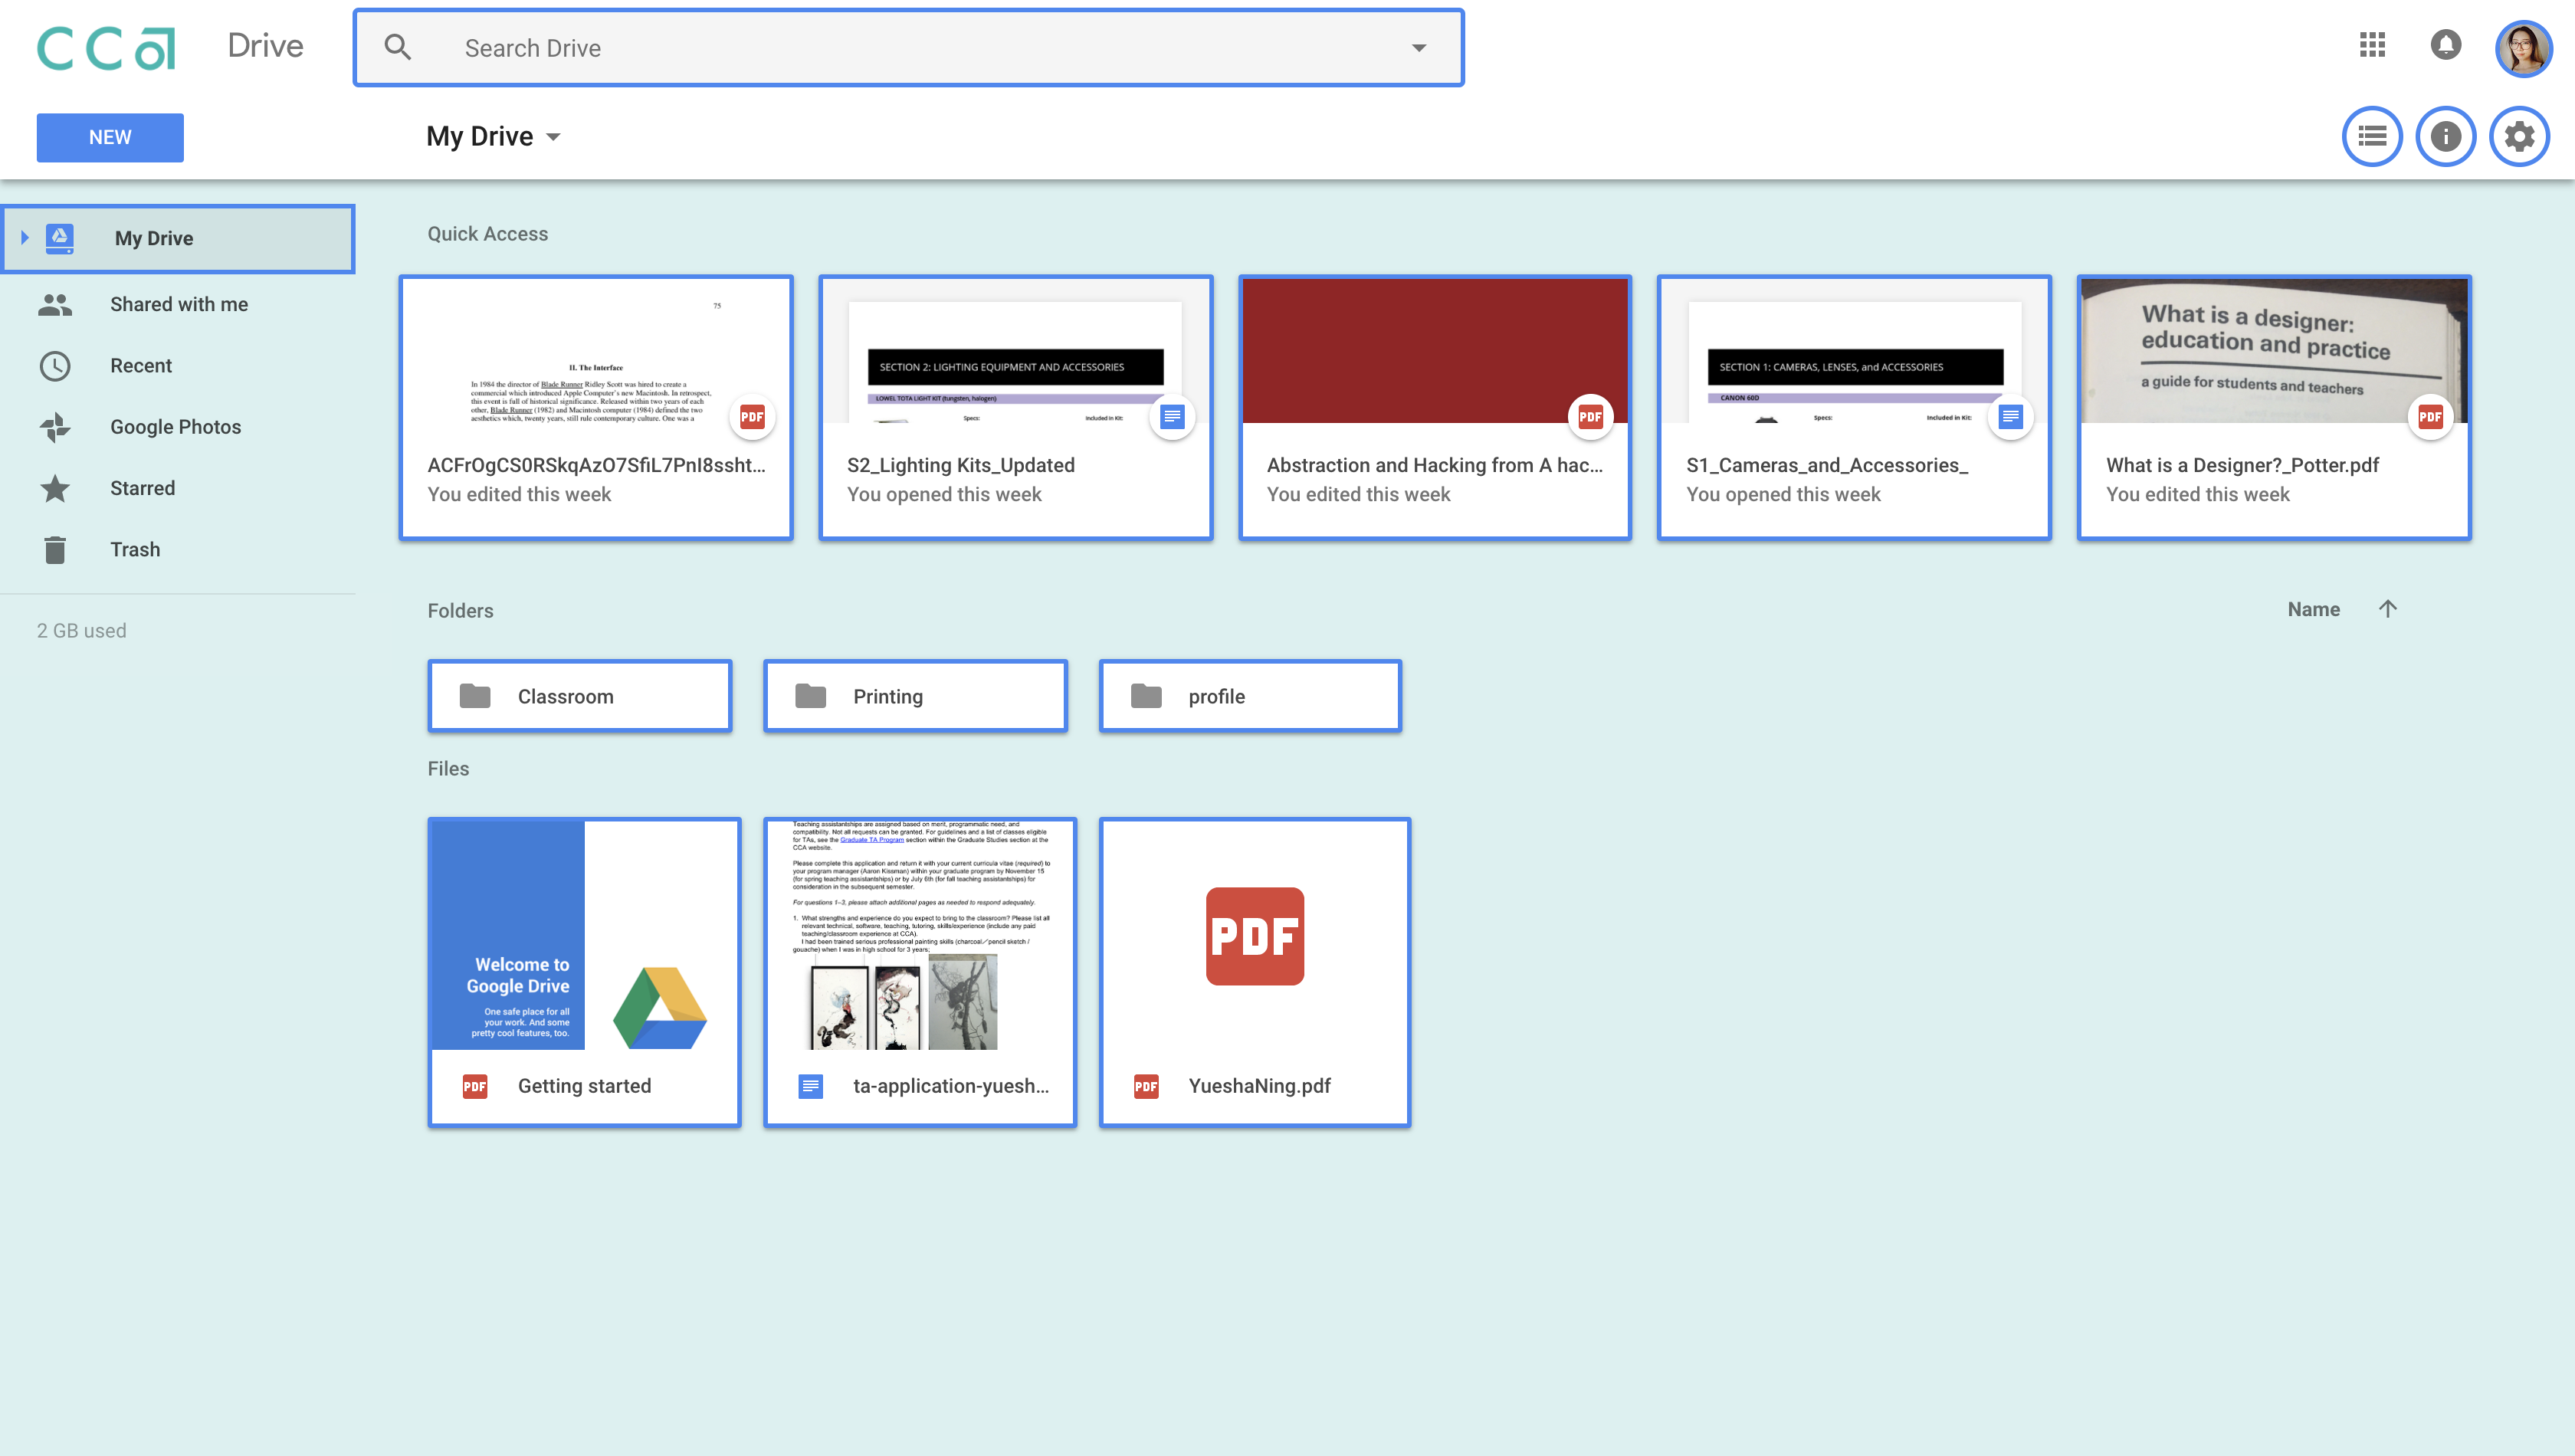 CCa
Drive
Search Drive
NEW
My Drive
My Drive
Shared with me
Recent
Google Photos
Starred
Trash
2 GB used
Quick Access
75
II. The Interface
In 1984 the director of Blade Runner Ridley Scott was hired to create a
commercial which introduced Apple Computer's new Macintosh. In retrospect,
this event is full of historical significance. Released within two years of each
other, Blade Runner (1982) and Macintosh computer (1984) defined the two
aesthetics which, twenty years, still rule contemporary culture. One was a
PDF
ACFrOgCS0RSkqAzO7SfiL7PnI8ssht...
You edited this week
SECTION 2: LIGHTING EQUIPMENT AND ACCESSORIES
LOWEL TOTA LIGHT KIT (tungsten, halogen)
Specs: Included in Kit:
S2_Lighting Kits_Updated
You opened this week
PDF
Abstraction and Hacking from A hac...
You edited this week
SECTION 1: CAMERAS, LENSES, and ACCESSORIES
CANON 60D
Specs: Included in Kit:
S1_Cameras_and_Accessories_
You opened this week
What is a designer:
education and practice
a guide for students and teachers
PDF
What is a Designer?_Potter.pdf
You edited this week
Folders
Name
Classroom
Printing
profile
Files
Welcome to
Google Drive
One safe place for all
your work. And some
pretty cool features, too.
PDF
Getting started
Teaching assistantships are assigned based on merit, programmatic need, and
compatibility. Not all requests can be granted. For guidelines and a list of classes eligible
for TAs, see the Graduate TA Program section within the Graduate Studies section at the
CCA website.
Please complete this application and return it with your current curricula vitae (required) to
your program manager (Aaron Kissman) within your graduate program by November 15
(for spring teaching assistantships) or by July 6th (for fall teaching assistantships) for
consideration in the subsequent semester.
For questions 1–3, please attach additional pages as needed to respond adequately.
1. What strengths and experience do you expect to bring to the classroom? Please list all
relevant technical, software, teaching, tutoring, skills/experience (include any paid
teaching/classroom experience at CCA).
I had been trained serious professional painting skills (charcoal／pencil sketch /
gouache) when I was in high school for 3 years;
ta-application-yuesh...
PDF
PDF
YueshaNing.pdf